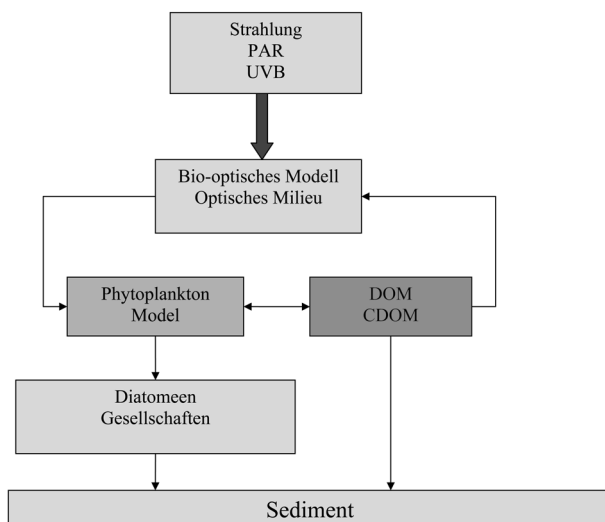 Strahlung
PAR
UVB
Bio-optisches Modell
Optisches Milieu
Phytoplankton
Model
DOM
CDOM
Diatomeen
Gesellschaften
Sediment